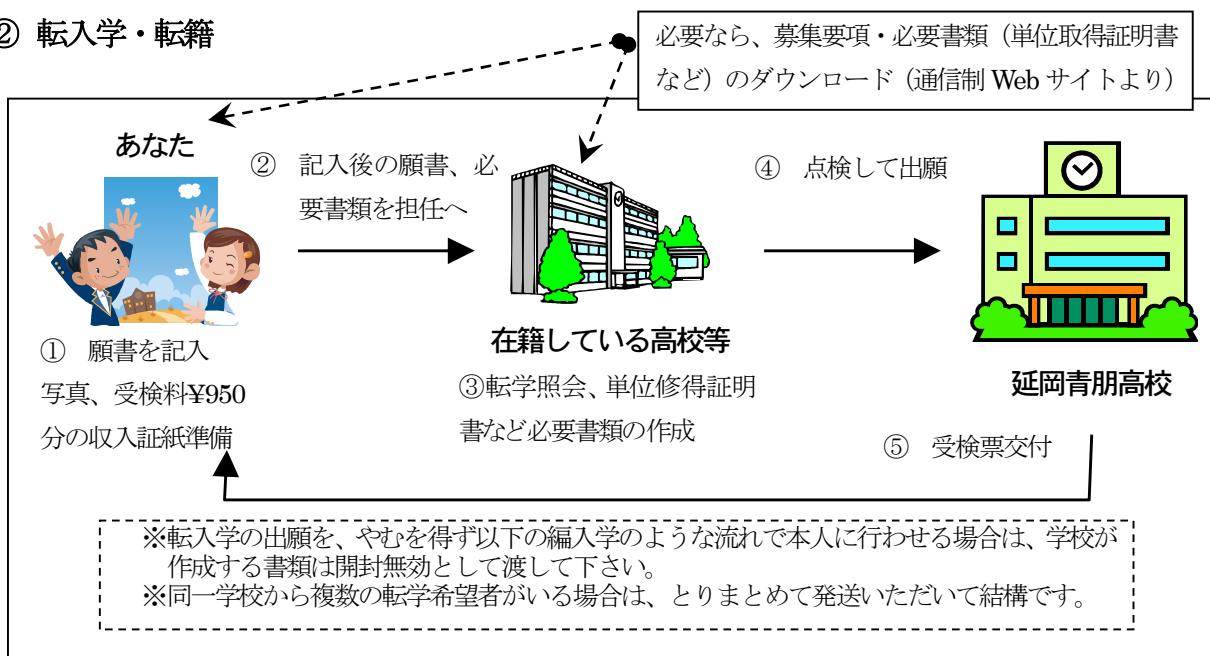 ② 転入学・転籍
必要なら、募集要項・必要書類（単位取得証明書
など）のダウンロード（通信制 Web サイトより）
あなた
② 記入後の願書、必
要書類を担任へ
④ 点検して出願
① 願書を記入
写真、受検料¥950
分の収入証紙準備
在籍している高校等
③転学照会、単位修得証明
書など必要書類の作成
延岡青朋高校
⑤ 受検票交付
※転入学の出願を、やむを得ず以下の編入学のような流れで本人に行わせる場合は、学校が
作成する書類は開封無効として渡して下さい。
※同一学校から複数の転学希望者がいる場合は、とりまとめて発送いただいて結構です。